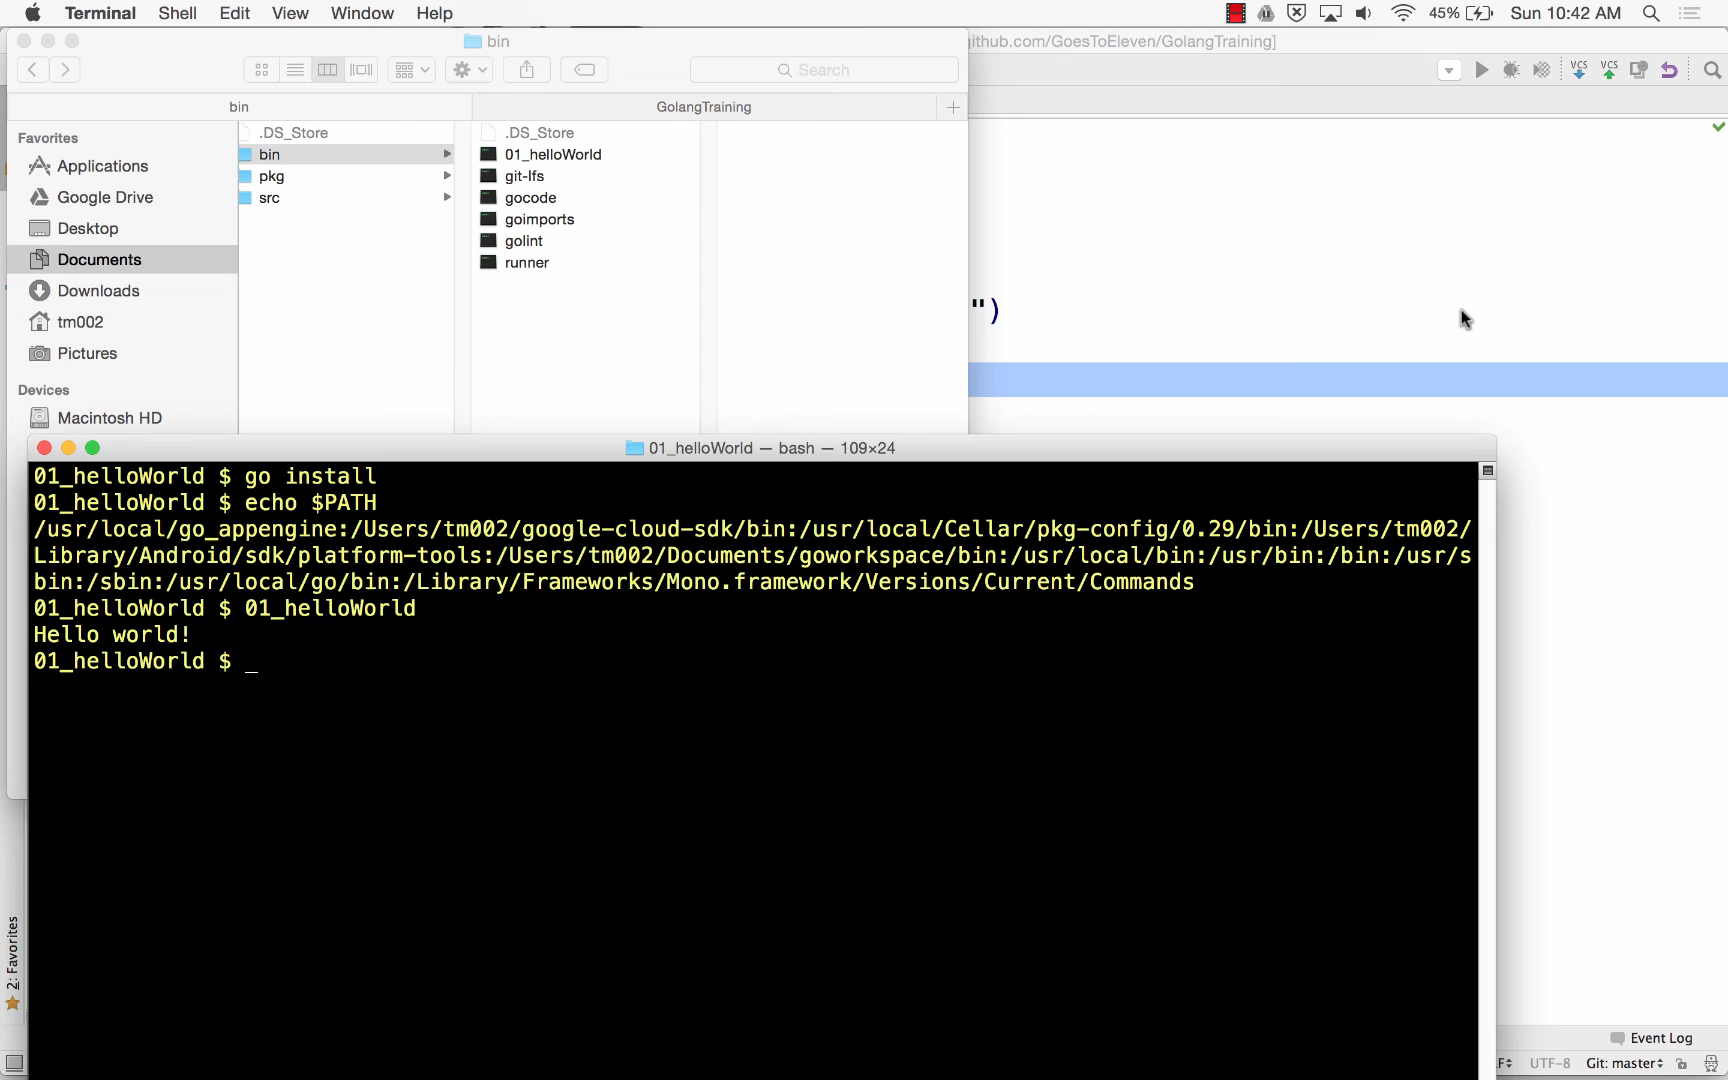 Terminal Shell Edit View Window Help
45% Sun 10:42 AM
bin
github.com/GoesToEleven/GolangTraining]
Search
VCS VCS
bin
GolangTraining
Favorites
Applications
Google Drive
Desktop
Documents
Downloads
tm002
Pictures
Devices
Macintosh HD
.DS_Store
bin
pkg
src
.DS_Store
01_helloWorld
git-lfs
gocode
goimports
golint
runner
")
01_helloWorld — bash — 109×24
01_helloWorld $ go install
01_helloWorld $ echo $PATH
/usr/local/go_appengine:/Users/tm002/google-cloud-sdk/bin:/usr/local/Cellar/pkg-config/0.29/bin:/Users/tm002/
Library/Android/sdk/platform-tools:/Users/tm002/Documents/goworkspace/bin:/usr/local/bin:/usr/bin:/bin:/usr/s
bin:/sbin:/usr/local/go/bin:/Library/Frameworks/Mono.framework/Versions/Current/Commands
01_helloWorld $ 01_helloWorld
Hello world!
01_helloWorld $ _
2: Favorites
Event Log
UTF-8 Git: master